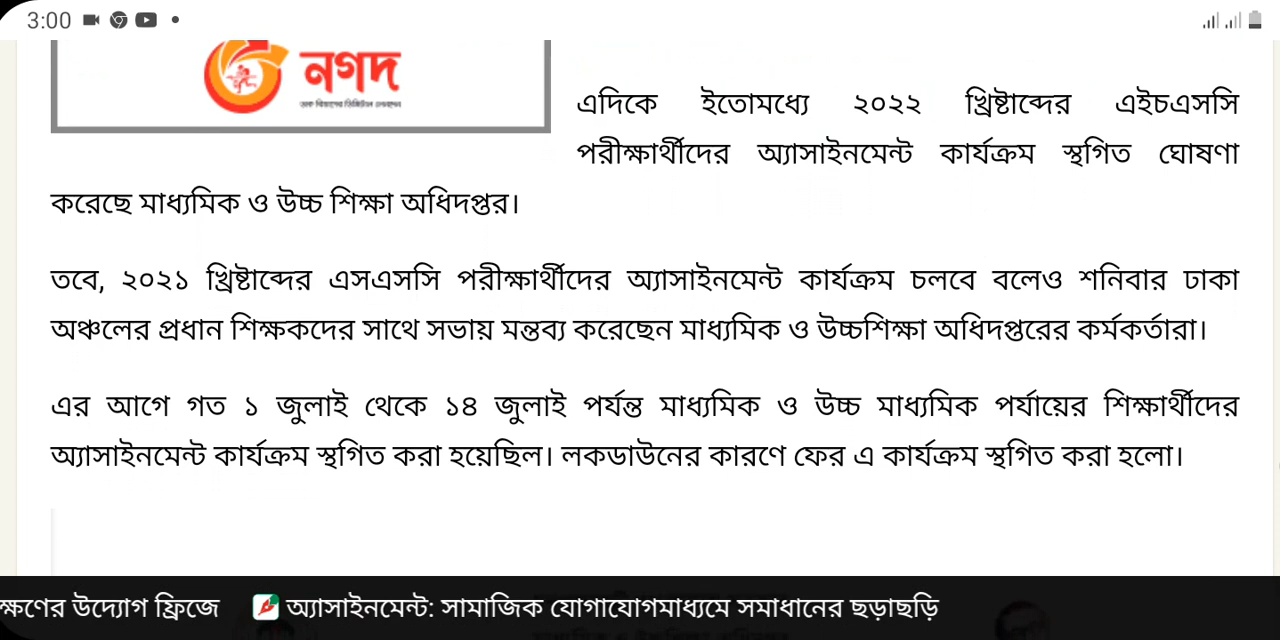 3:00
নগদ
এদিকে ইতোমধ্যে ২০২২ খ্রিষ্টাব্দের এইচএসসি
পরীক্ষার্থীদের অ্যাসাইনমেন্ট কার্যক্রম স্থগিত ঘোষণা
করেছে মাধ্যমিক ও উচ্চ শিক্ষা অধিদপ্তর।
তবে, ২০২১ খ্রিষ্টাব্দের এসএসসি পরীক্ষার্থীদের অ্যাসাইনমেন্ট কার্যক্রম চলবে বলেও শনিবার ঢাকা
অঞ্চলের প্রধান শিক্ষকদের সাথে সভায় মন্তব্য করেছেন মাধ্যমিক ও উচ্চশিক্ষা অধিদপ্তরের কর্মকর্তারা।
এর আগে গত ১ জুলাই থেকে ১৪ জুলাই পর্যন্ত মাধ্যমিক ও উচ্চ মাধ্যমিক পর্যায়ের শিক্ষার্থীদের
অ্যাসাইনমেন্ট কার্যক্রম স্থগিত করা হয়েছিল। লকডাউনের কারণে ফের এ কার্যক্রম স্থগিত করা হলো।
ক্ষণের উদ্যোগ ফ্রিজে অ্যাসাইনমেন্ট: সামাজিক যোগাযোগমাধ্যমে সমাধানের ছড়াছড়ি